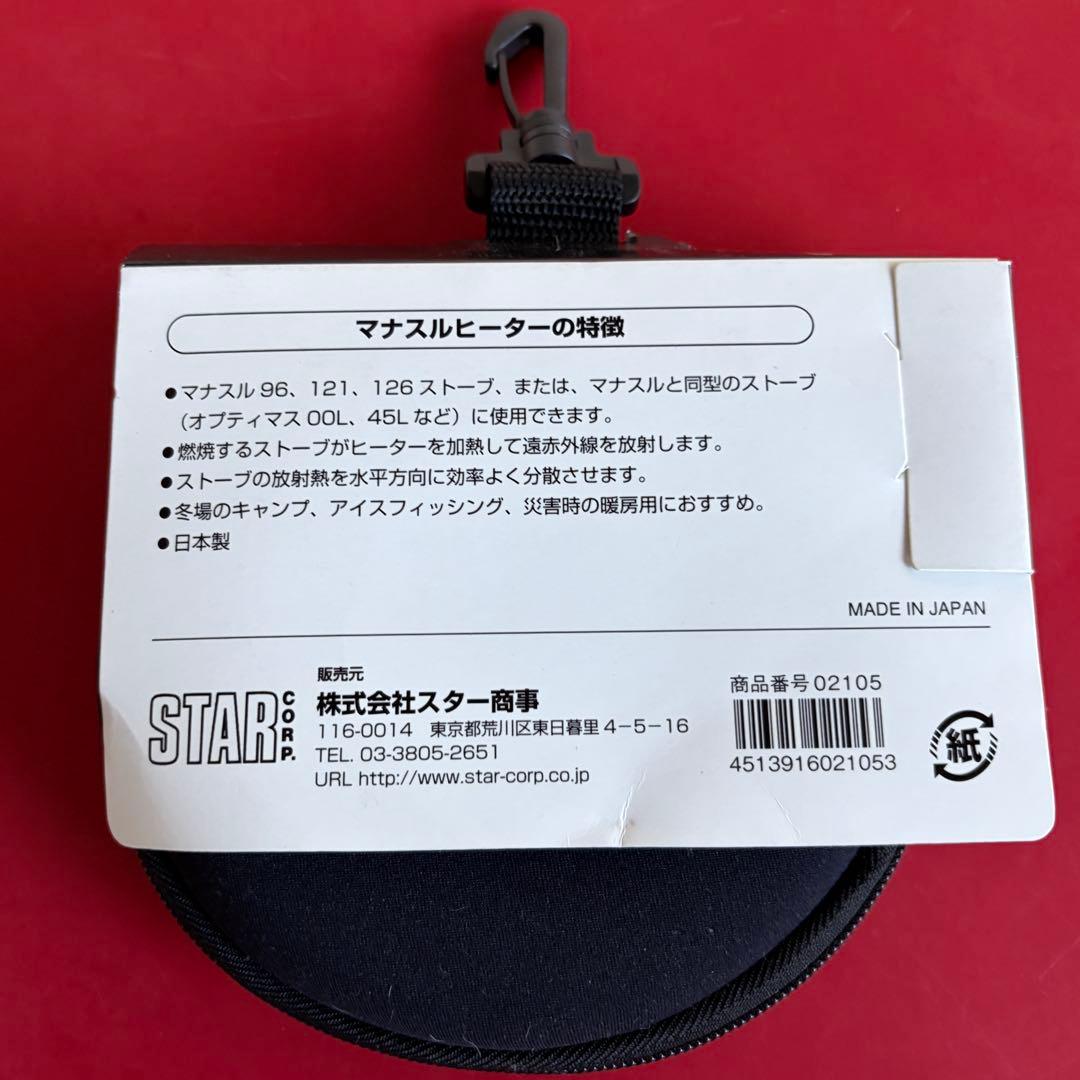 マナスルヒーターの特徴
●マナスル 96、121、126 ストーブ、または、マナスルと同型のストーブ
（オプティマス 00L、45L など）に使用できます。
●燃焼するストーブがヒーターを加熱して遠赤外線を放射します。
●ストーブの放射熱を水平方向に効率よく分散させます。
●冬場のキャンプ、アイスフィッシング、災害時の暖房用におすすめ。
●日本製
MADE IN JAPAN
STAR CORP.
販売元
株式会社スター商事
116-0014 東京都荒川区東日暮里 4-5-16
TEL. 03-3805-2651
URL http://www.star-corp.co.jp
商品番号 02105
4513916021053
紙